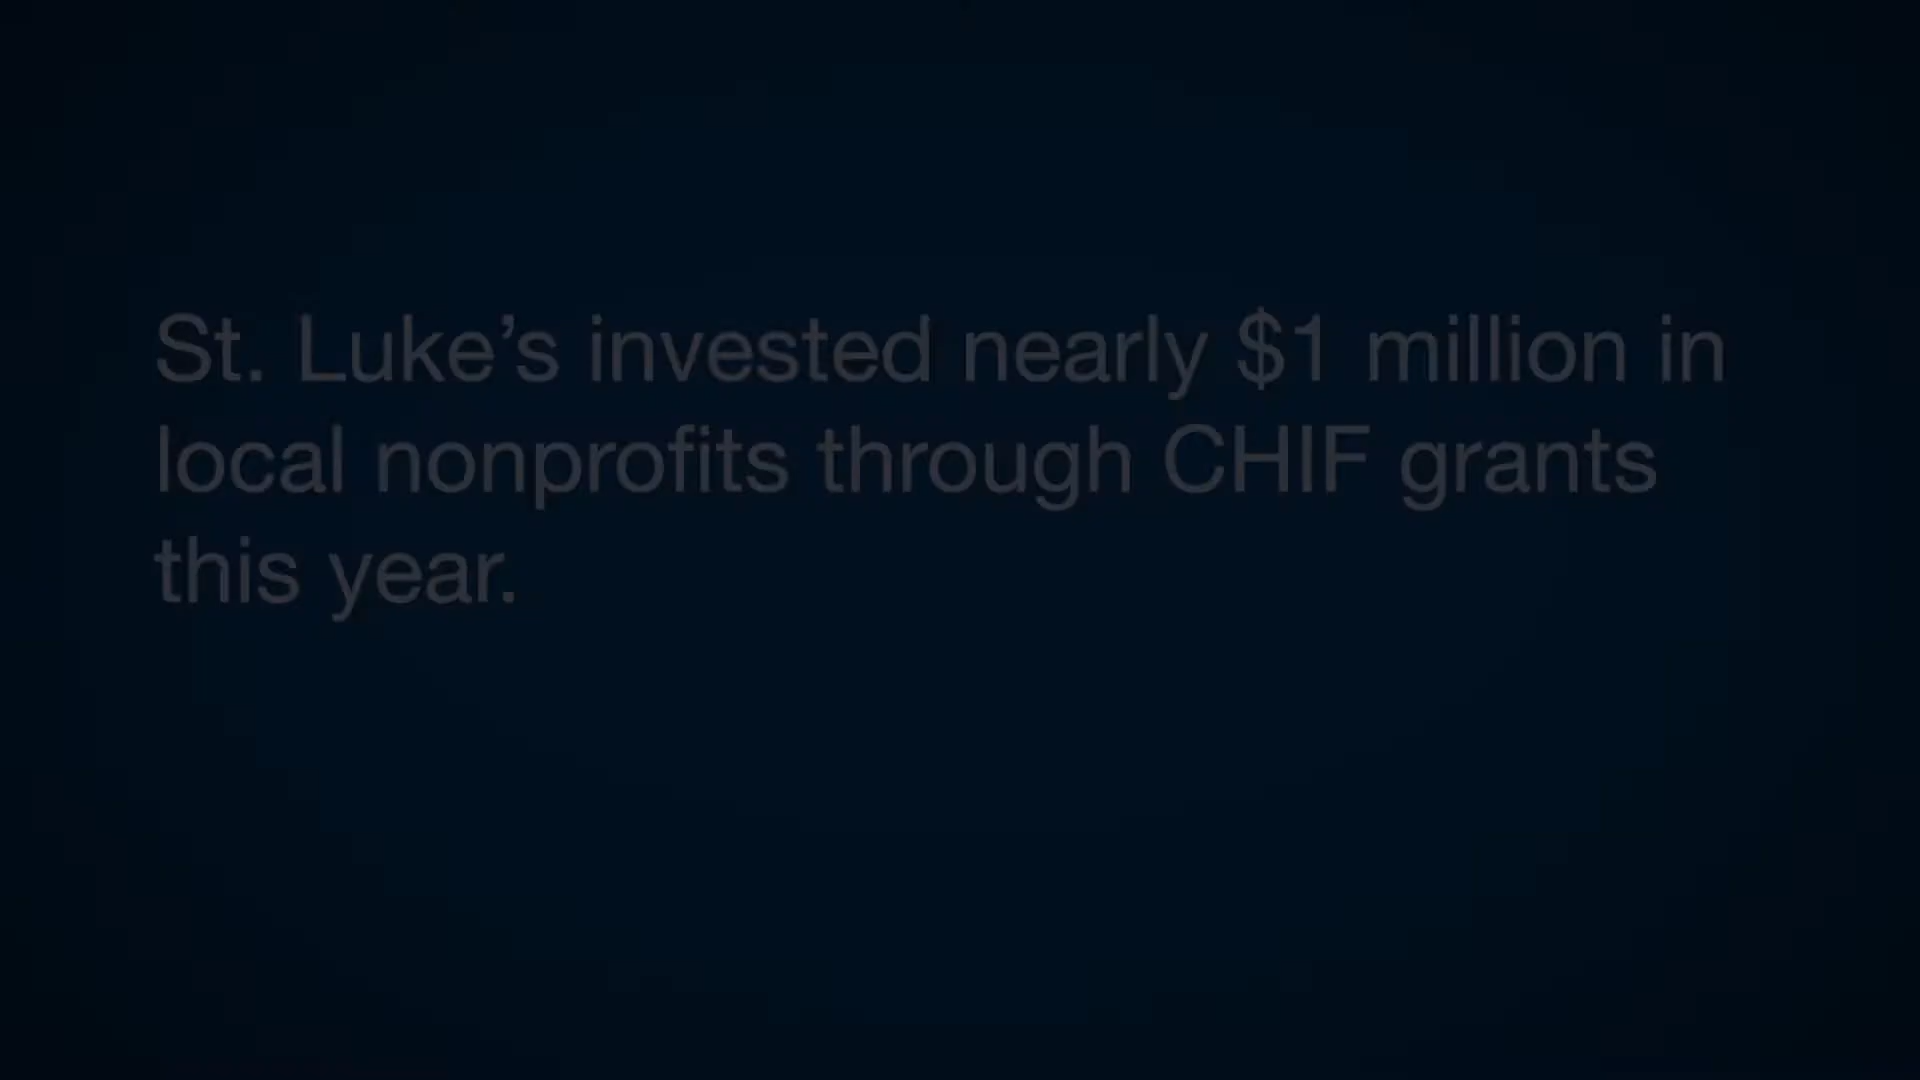 St. Luke’s invested nearly $1 million in
local nonprofits through CHIF grants
this year.